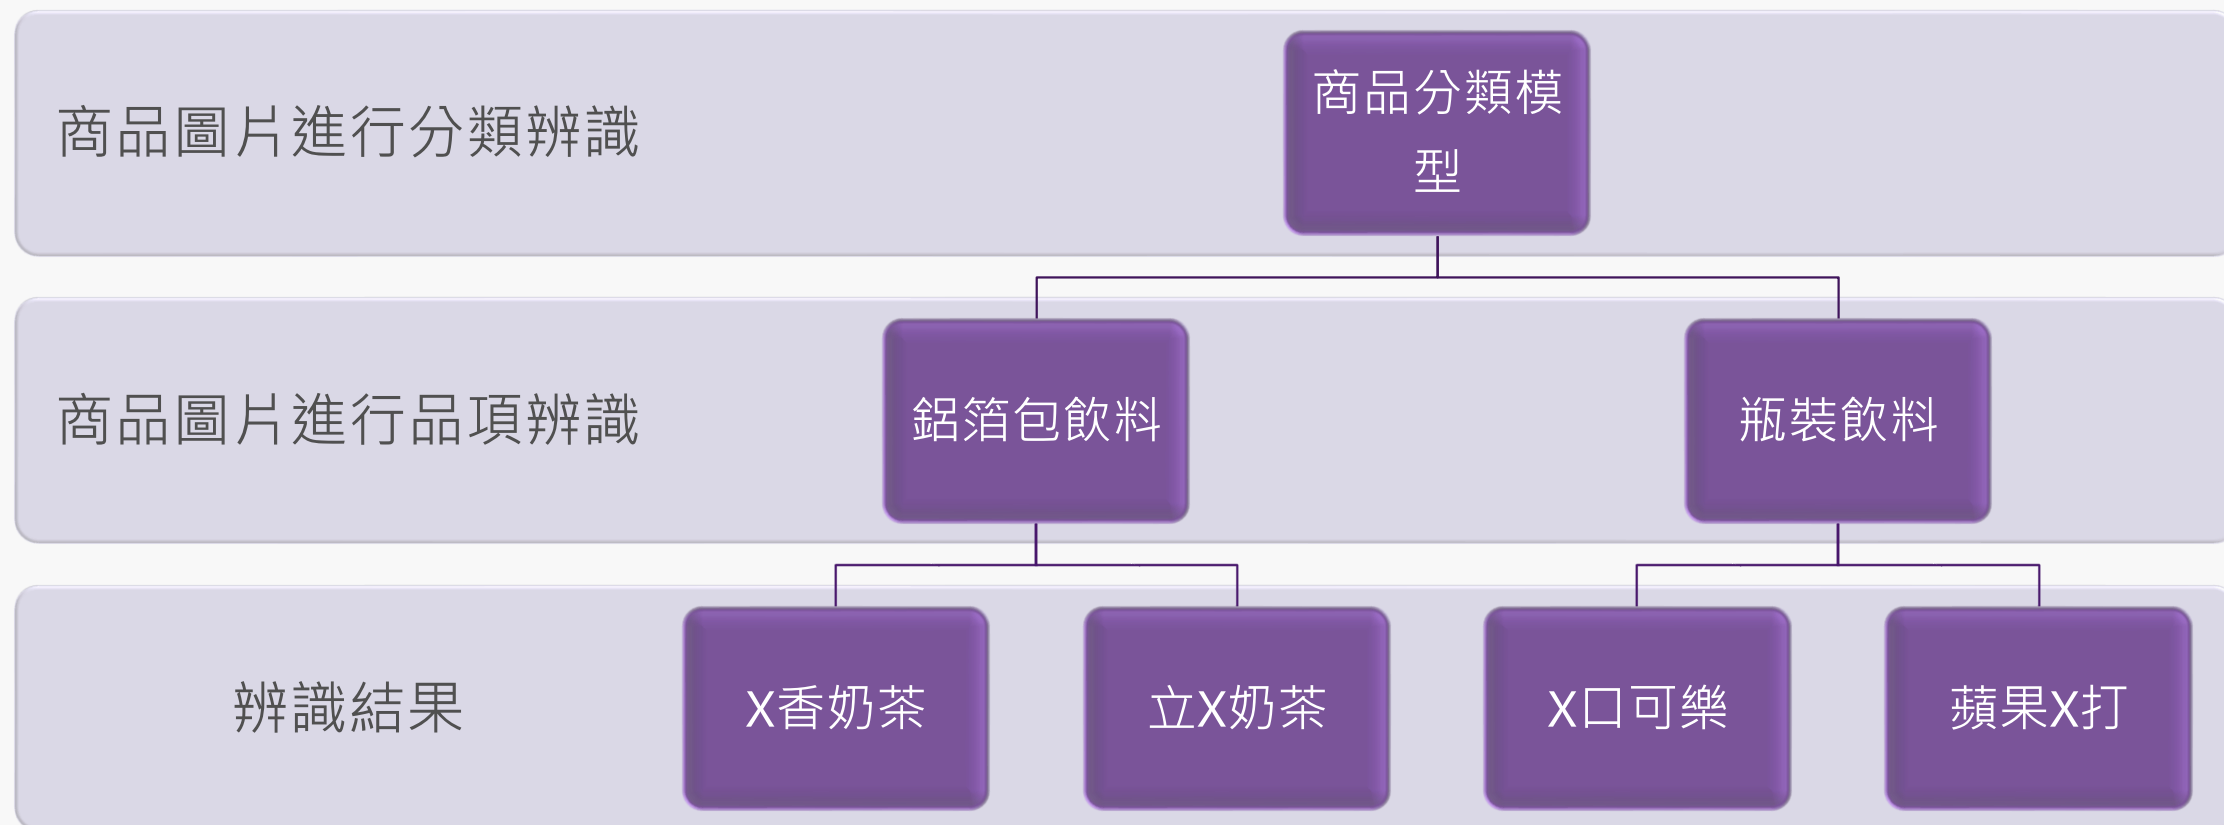 商品圖片進行分類辨識
商品分類模
型
商品圖片進行品項辨識
鋁箔包飲料
瓶裝飲料
辨識結果
X香奶茶
立X奶茶
X口可樂
蘋果X打